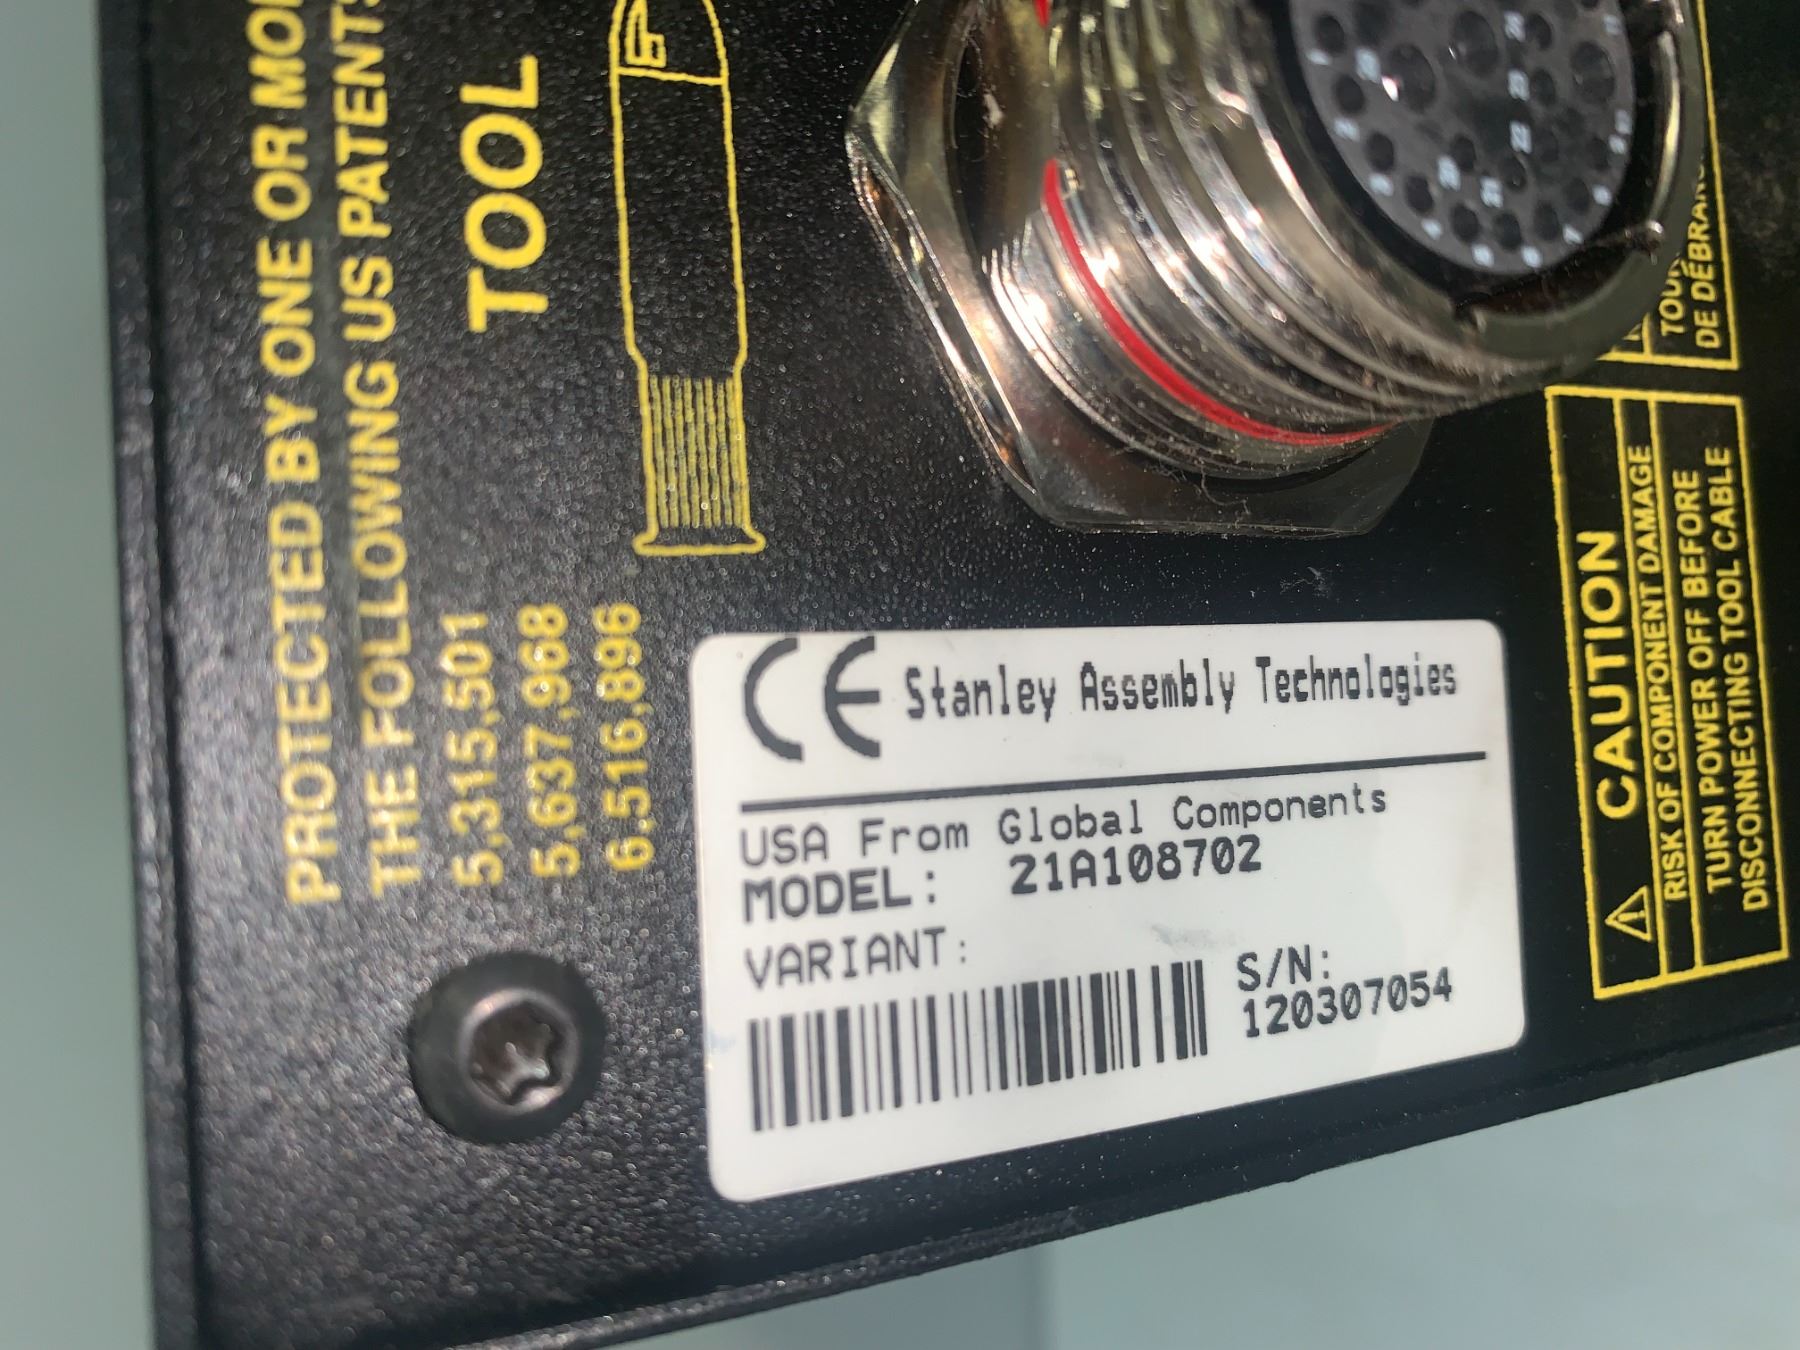 PROTECTED BY ONE OR
THE FOLLOWING US PATENTS
5,315,501
5,637,968
6.516,896
TOOL
CE Stanley Assembly Technologies
USA From Global Components
MODEL: 21A108702
VARIANT:
S/N:
120307054
CAUTION
RISK OF COMPONENT DAMAGE
TURN POWER OFF BEFORE
DISCONNECTING TOOL CABLE
DE